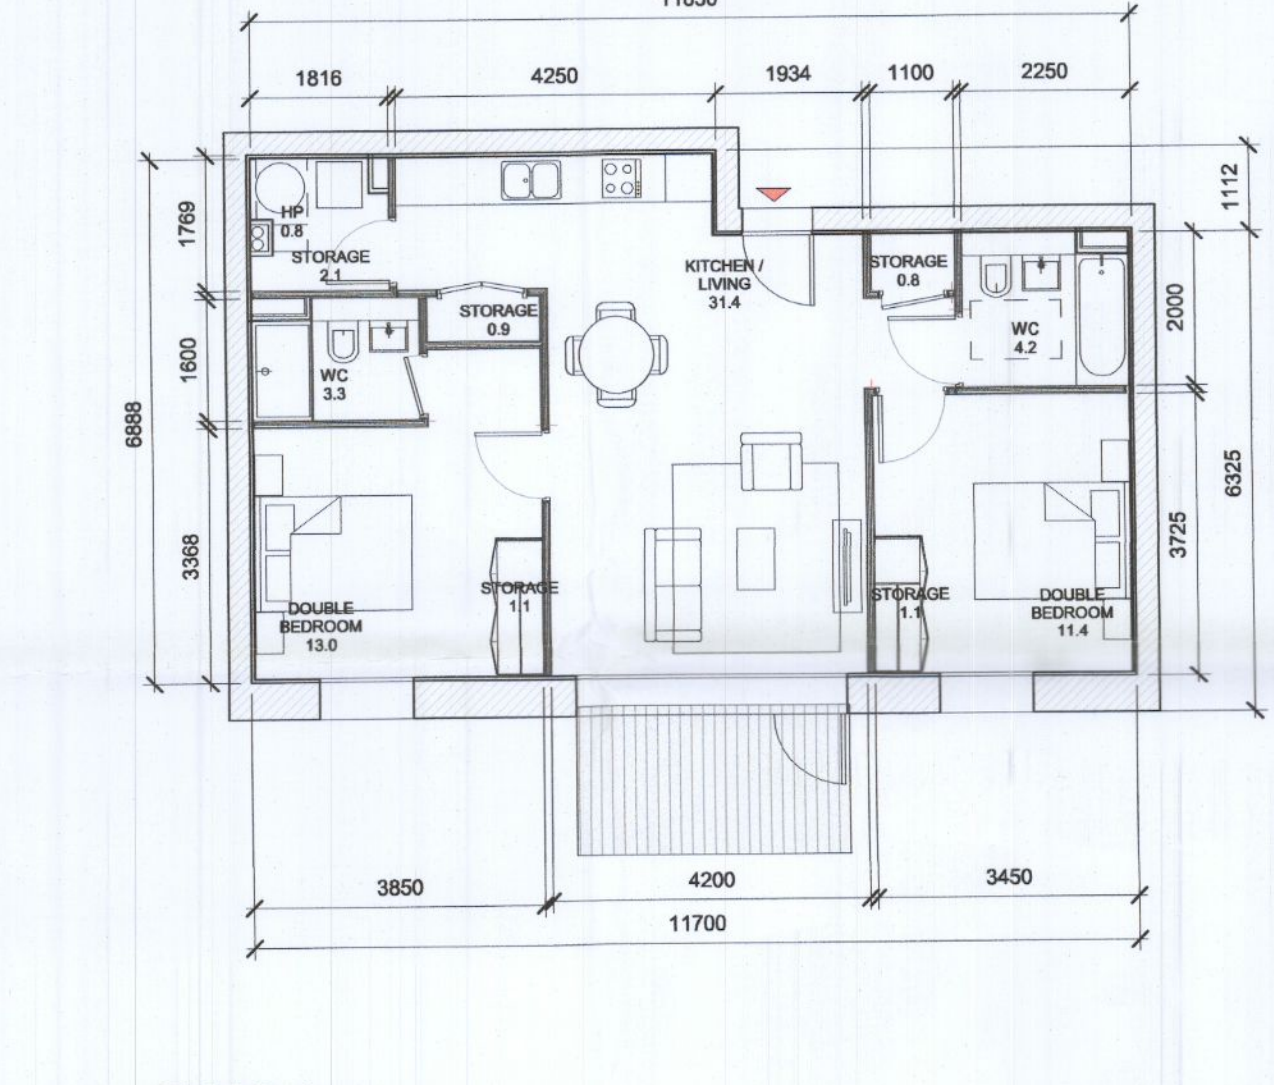 1816
4250
1934
1100
2250
1112
1769
HP
0.8
STORAGE
2.1
KITCHEN /
LIVING
31.4
STORAGE
0.8
STORAGE
0.9
WC
4.2
2000
1600
WC
3.3
6888
6325
3368
3725
STORAGE
1.1
STORAGE
1.1
DOUBLE
BEDROOM
13.0
DOUBLE
BEDROOM
11.4
3850
4200
3450
11700